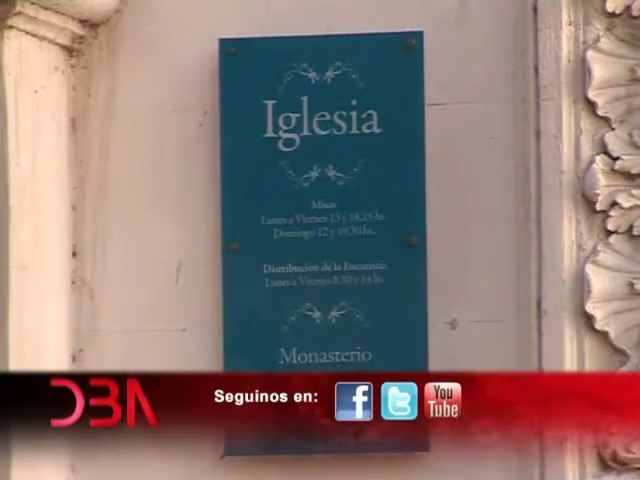 Iglesia
Misas
Lunes a Viernes 13 y 18.15 hs.
Domingo 12 y 19.30 hs.
Distribución de la Eucaristía
Lunes a Viernes 8.30 y 14 hs.
Monasterio
DBN
Seguinos en:
f
t
You
Tube